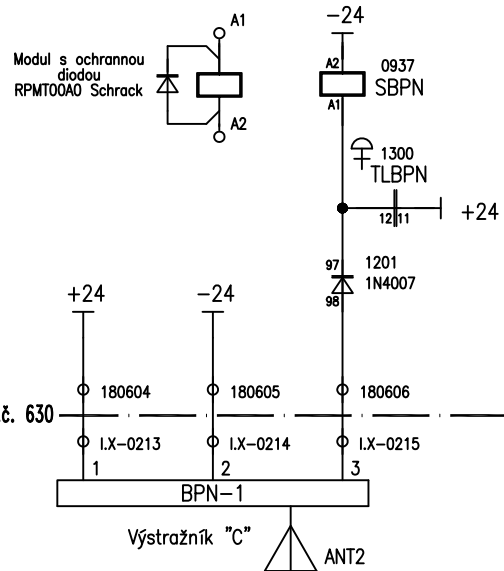 A1
Modul s ochrannou
diodou
RPMT00A0 Schrack
A2
-24
A2
0937
SBPN
A1
1300
TLBPN
12 11
+24
97
1201
1N4007
98
+24
-24
180604
180605
180606
č. 630
I.X-0213
I.X-0214
I.X-0215
1
2
3
BPN-1
Výstražník "C"
ANT2